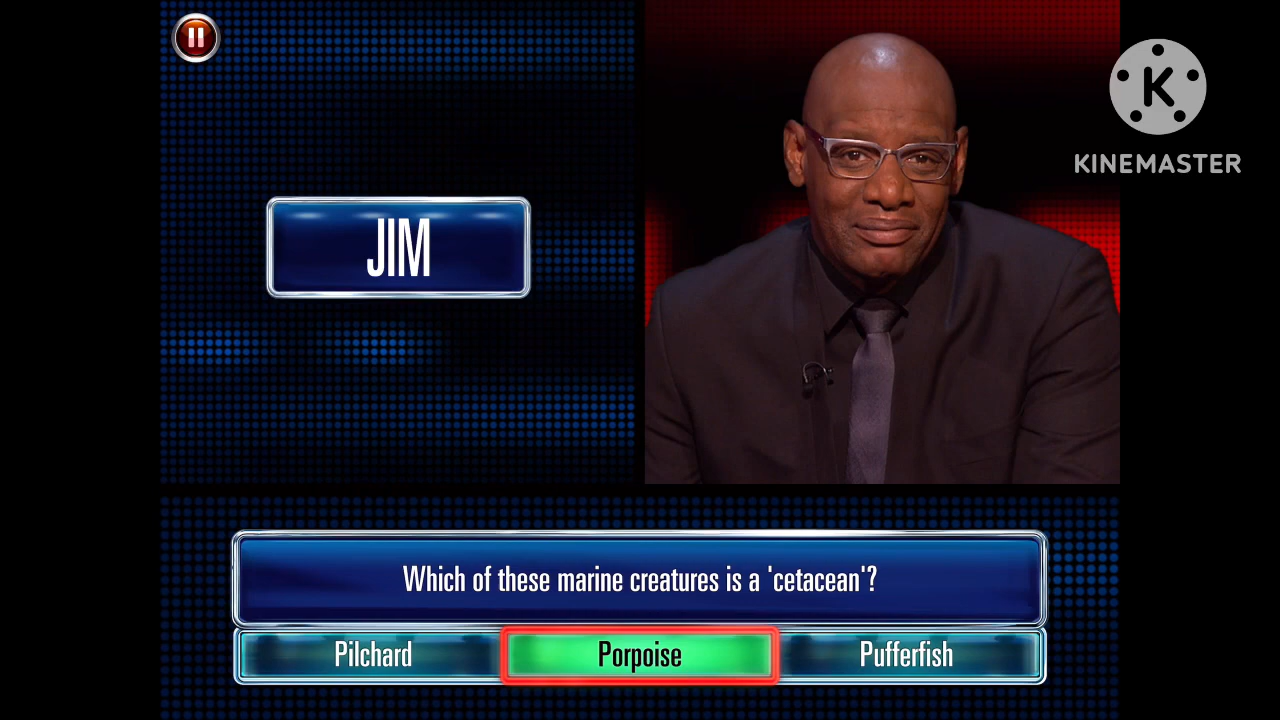 K
KINEMASTER
JIM
Which of these marine creatures is a 'cetacean'?
Pilchard
Porpoise
Pufferfish